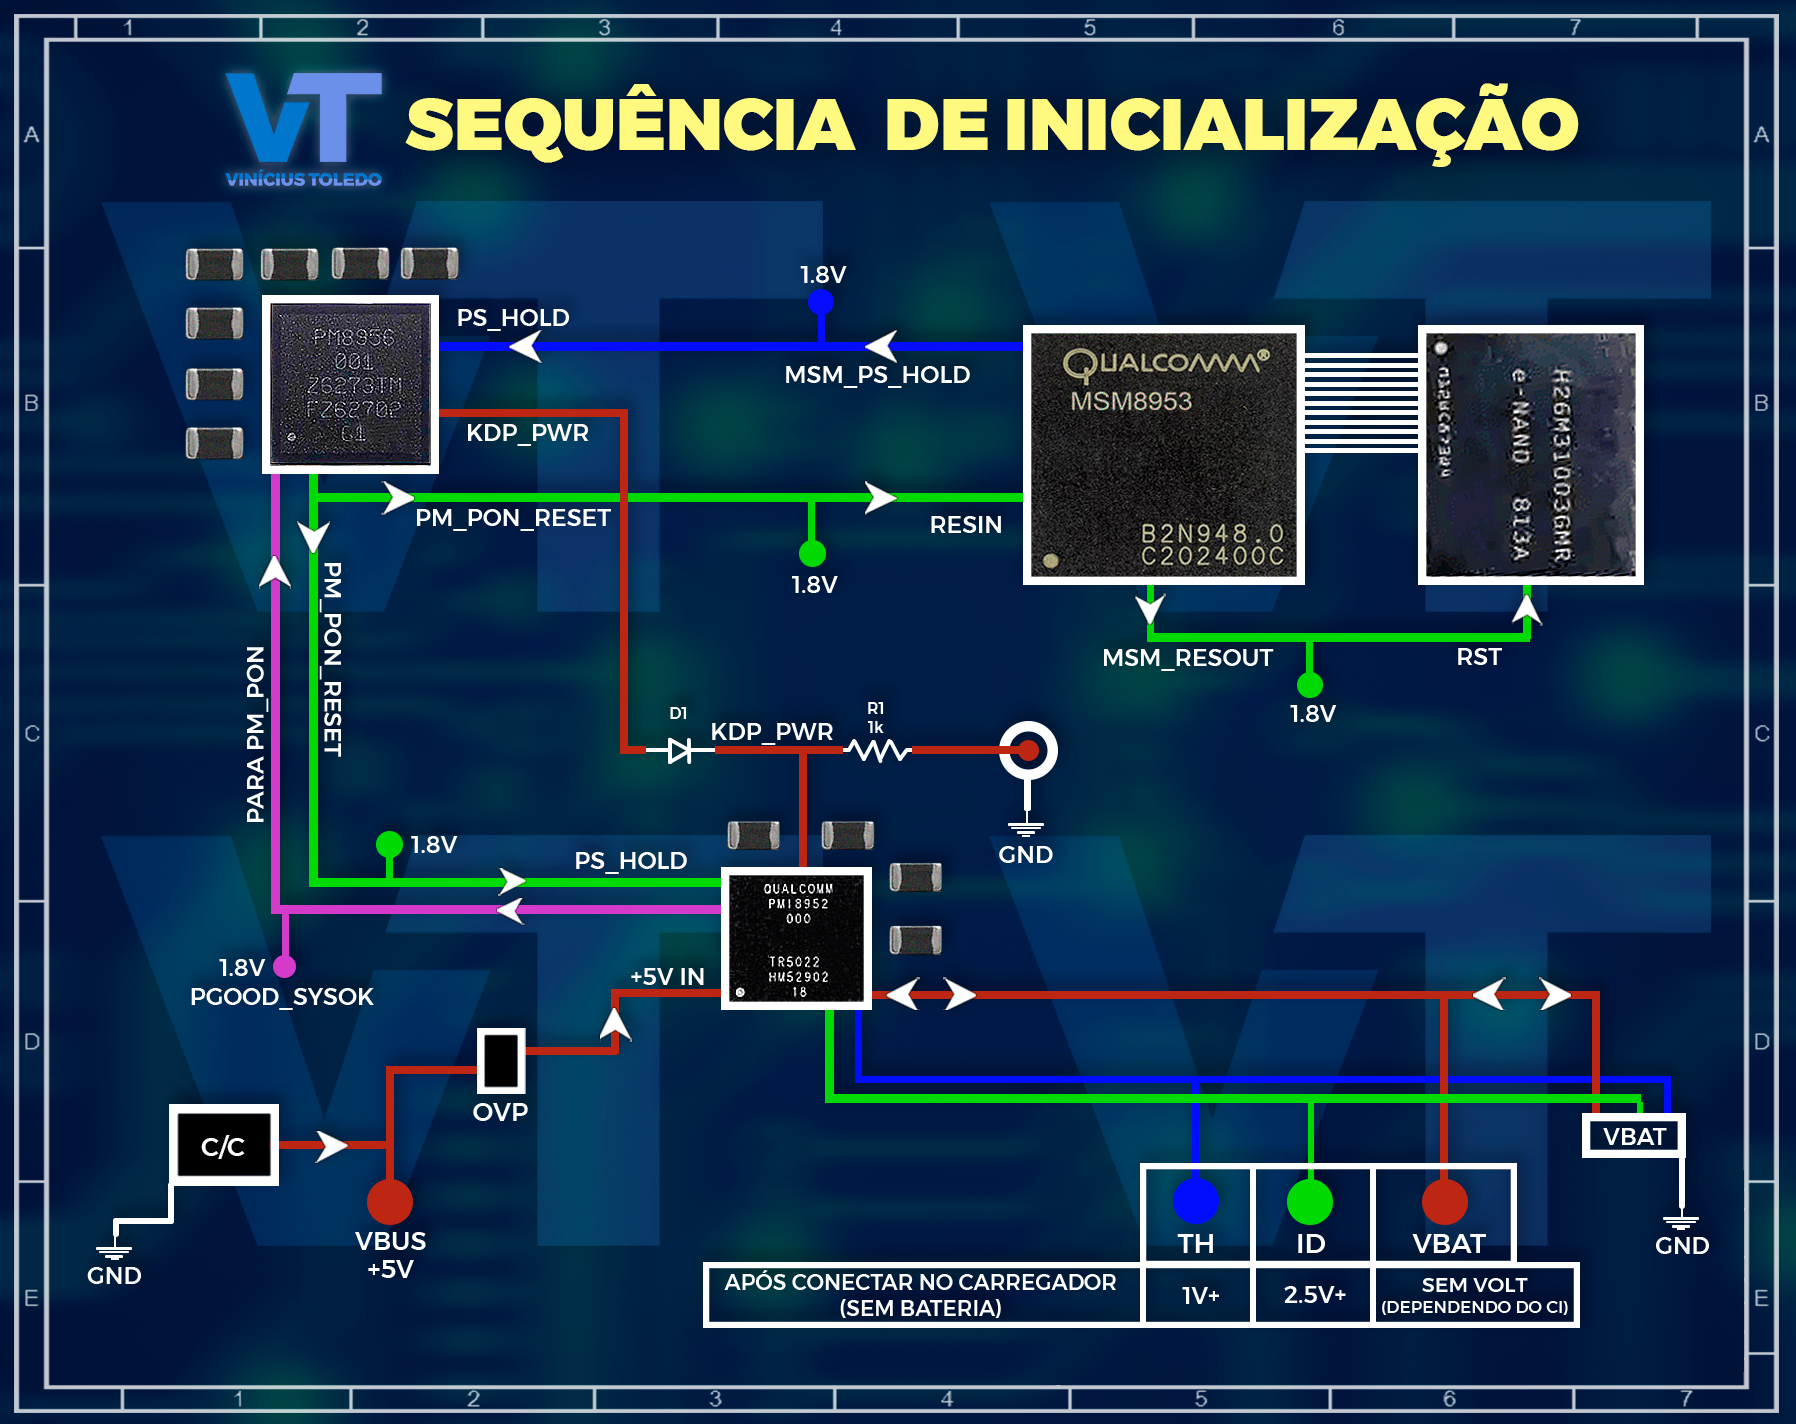 1 2 3 4 5 6 7
A A
VT SEQUÊNCIA DE INICIALIZAÇÃO
VINÍCIUS TOLEDO
1.8V
PS_HOLD
MSM_PS_HOLD
PM8956
001
Z6273TM
FZ6270?
G1
KDP_PWR
QUALCOMM®
MSM8953
B2N948.0
C202400C
H26M31003GMR
e-NAND 813A
B B
PM_PON_RESET
RESIN
1.8V
PM_PON_RESET
PARA PM_PON
MSM_RESOUT
RST
1.8V
C C
D1
KDP_PWR
R1
1k
GND
1.8V
PS_HOLD
QUALCOMM
PMI8952
000
TR5022
HM52902
18
1.8V
PGOOD_SYSOK
+5V IN
D D
OVP
C/C
VBUS
+5V
GND
VBAT
GND
TH ID VBAT
APÓS CONECTAR NO CARREGADOR
(SEM BATERIA)
1V+
2.5V+
SEM VOLT
(DEPENDENDO DO CI)
E E
1 2 3 4 5 6 7